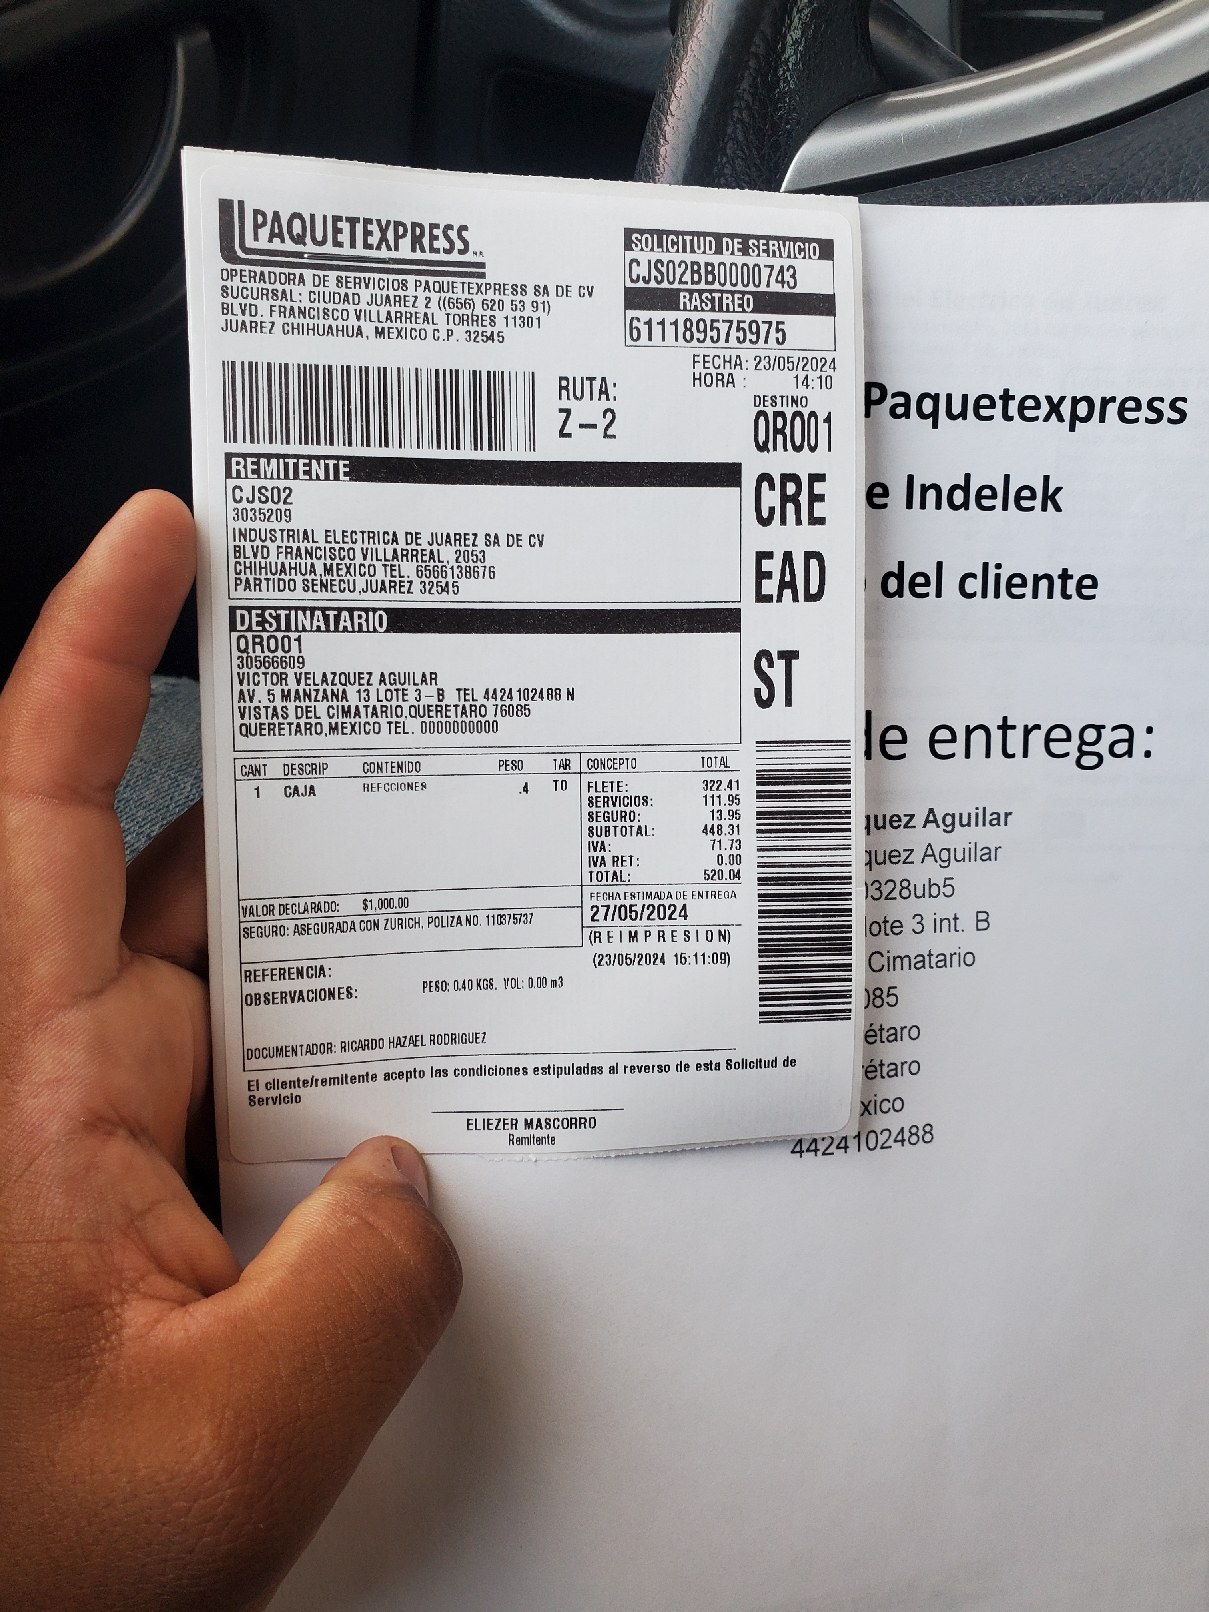 PAQUETEXPRESS
OPERADORA DE SERVICIOS PAQUETEXPRESS SA DE CV
SUCURSAL: CIUDAD JUAREZ 2 ((656) 620 53 91)
BLVD. FRANCISCO VILLARREAL TORRES 11301
JUAREZ CHIHUAHUA, MEXICO C.P. 32545
SOLICITUD DE SERVICIO
CJS02BB0000743
RASTREO
611189575975
FECHA: 23/05/2024
HORA : 14:10
RUTA:
Z-2
DESTINO
QRO01
CRE
EAD
ST
REMITENTE
CJS02
3035209
INDUSTRIAL ELECTRICA DE JUAREZ SA DE CV
BLVD FRANCISCO VILLARREAL, 2053
CHIHUAHUA,MEXICO TEL. 6566138676
PARTIDO SENECU,JUAREZ 32545
DESTINATARIO
QRO01
30566609
VICTOR VELAZQUEZ AGUILAR
AV. 5 MANZANA 13 LOTE 3-B TEL 4424102488 N
VISTAS DEL CIMATARIO,QUERETARO 76085
QUERETARO,MEXICO TEL. 0000000000
CANT DESCRIP CONTENIDO PESO TAR CONCEPTO TOTAL
1 CAJA REFCCIONES .4 T0
FLETE: 322.41
SERVICIOS: 111.95
SEGURO: 13.95
SUBTOTAL: 448.31
IVA: 71.73
IVA RET: 0.00
TOTAL: 520.04
VALOR DECLARADO: $1,000.00
SEGURO: ASEGURADA CON ZURICH, POLIZA NO. 110375737
FECHA ESTIMADA DE ENTREGA
27/05/2024
(REIMPRESION)
(23/05/2024 16:11:09)
REFERENCIA:
OBSERVACIONES: PESO: 0.40 KGS. VOL: 0.00 m3
DOCUMENTADOR: RICARDO HAZAEL RODRIGUEZ
El cliente/remitente acepto las condiciones estipuladas al reverso de esta Solicitud de
Servicio
ELIEZER MASCORRO
Remitente
Paquetexpress
e Indelek
del cliente
de entrega:
quez Aguilar
quez Aguilar
0328ub5
ote 3 int. B
Cimatario
085
étaro
étaro
xico
4424102488